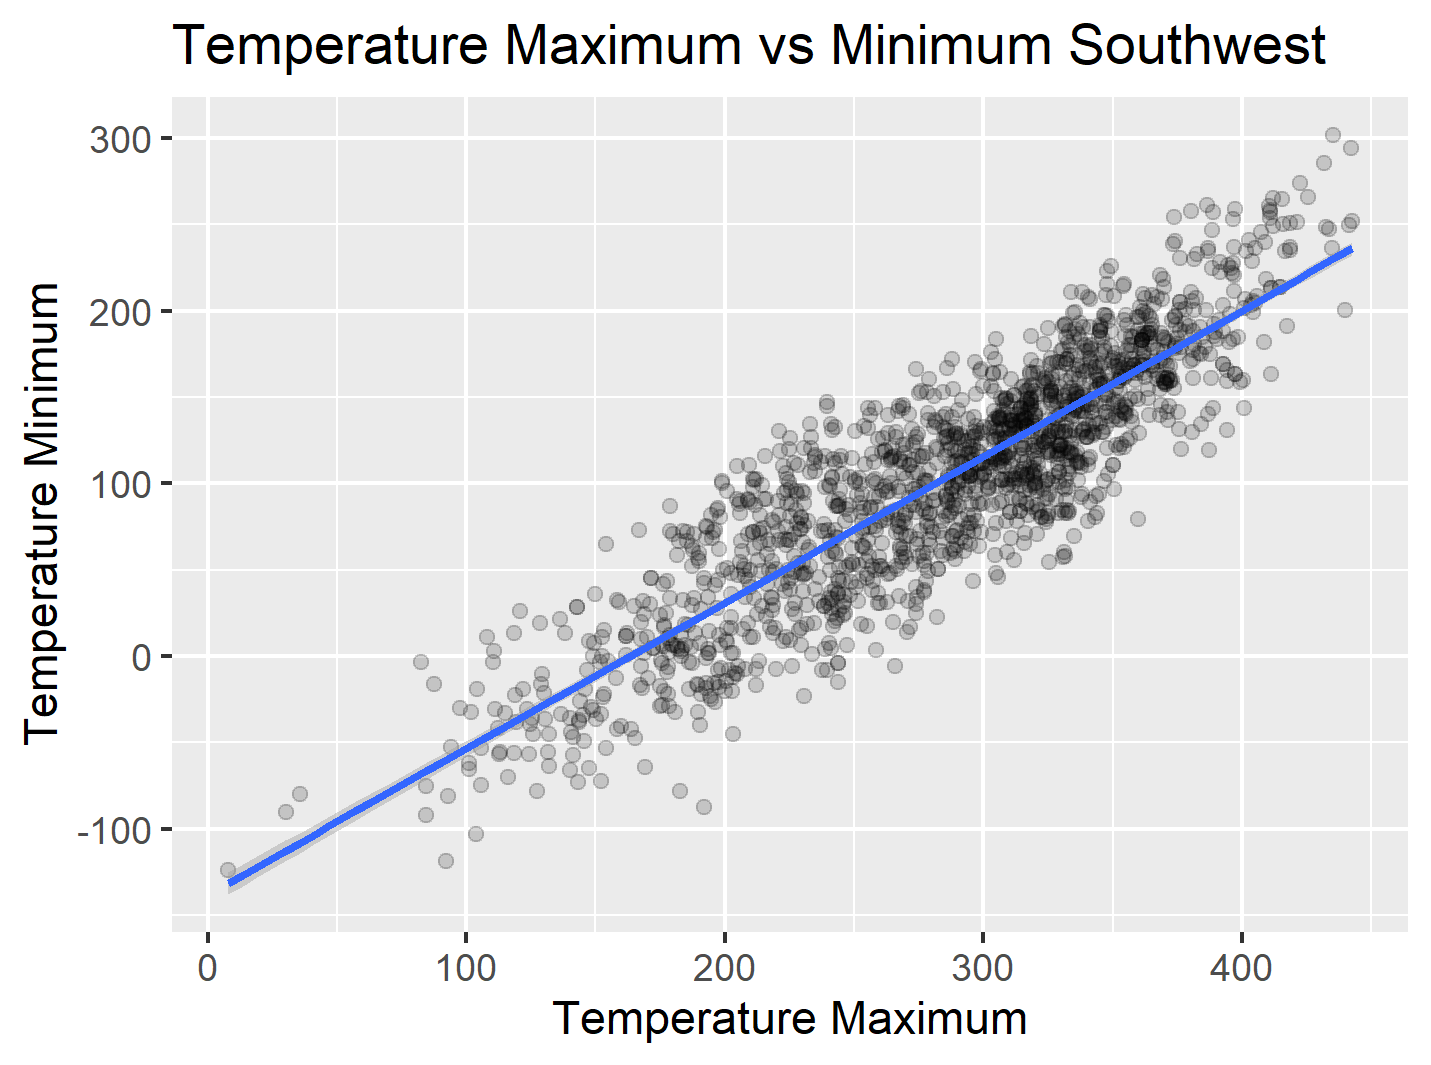 Temperature Maximum vs Minimum Southwest
300
200
100
0
-100
Temperature Minimum
0 100 200 300 400
Temperature Maximum